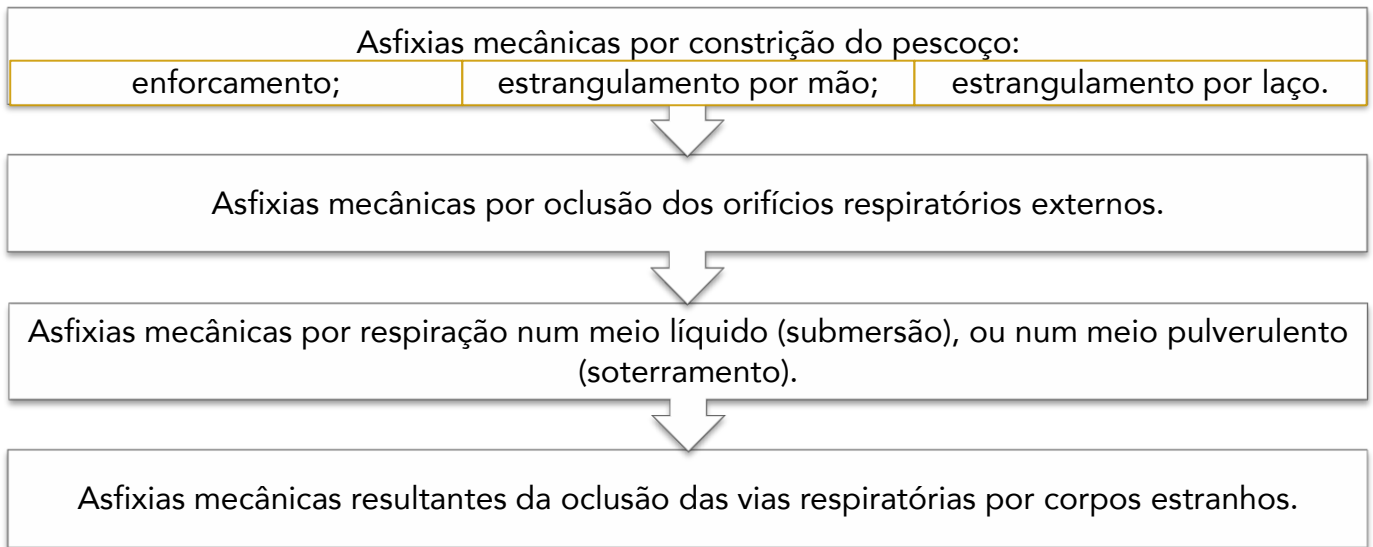 Asfixias mecânicas por constrição do pescoço:
enforcamento; estrangulamento por mão; estrangulamento por laço.
Asfixias mecânicas por oclusão dos orifícios respiratórios externos.
Asfixias mecânicas por respiração num meio líquido (submersão), ou num meio pulverulento
(soterramento).
Asfixias mecânicas resultantes da oclusão das vias respiratórias por corpos estranhos.